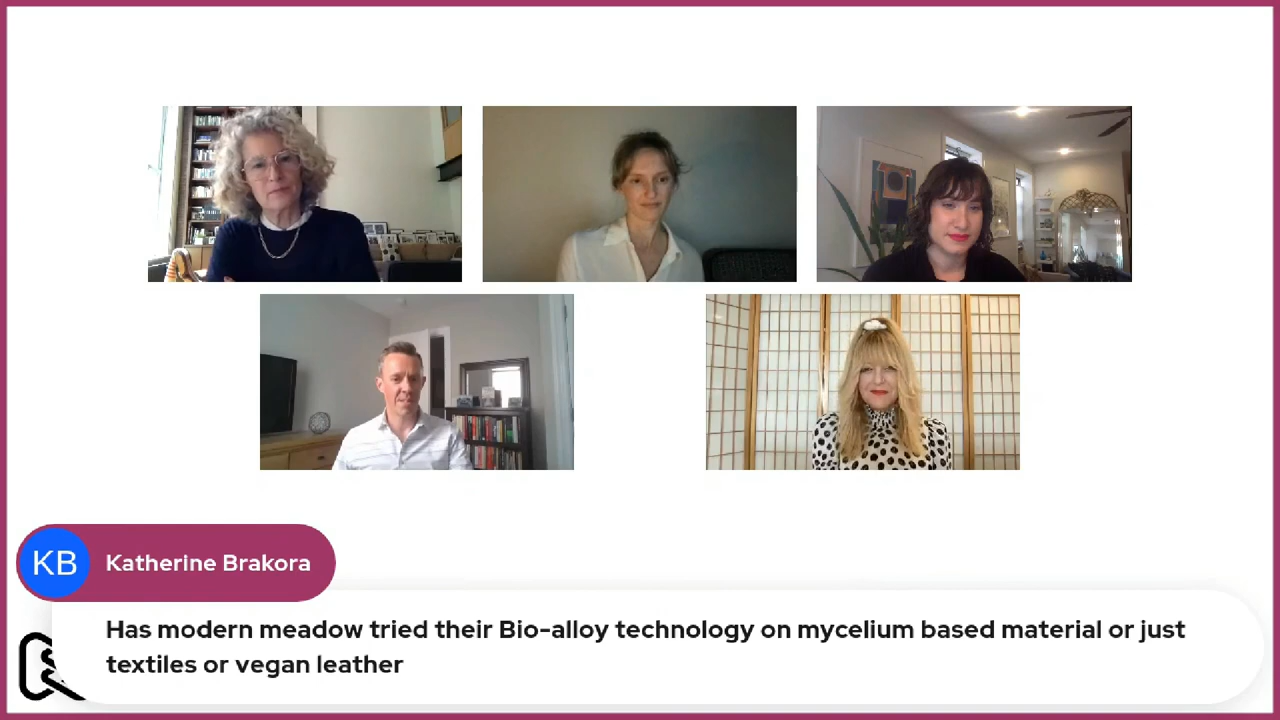 KB
Katherine Brakora
Has modern meadow tried their Bio-alloy technology on mycelium based material or just
textiles or vegan leather